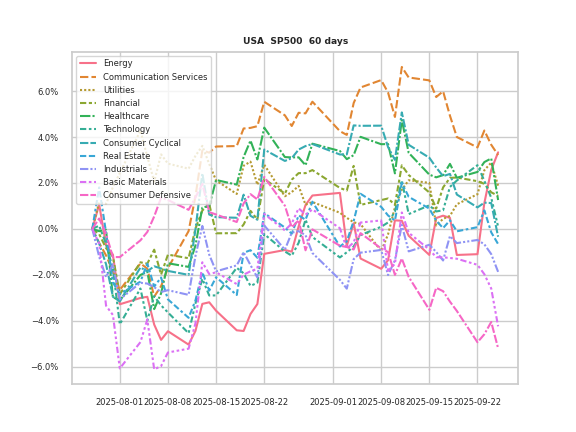 USA  SP500  60 days
Energy
Communication Services
Utilities
Financial
Healthcare
Technology
Consumer Cyclical
Real Estate
Industrials
Basic Materials
Consumer Defensive
6.0%
4.0%
2.0%
0.0%
−2.0%
−4.0%
−6.0%
2025-08-01 2025-08-08 2025-08-15 2025-08-22 2025-09-01 2025-09-08 2025-09-15 2025-09-22